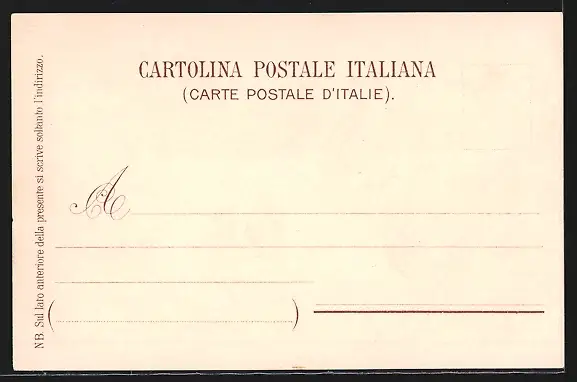 CARTOLINA POSTALE ITALIANA
(CARTE POSTALE D'ITALIE).
A
NB. Sul lato anteriore della presente si scrive soltanto l'indirizzo.